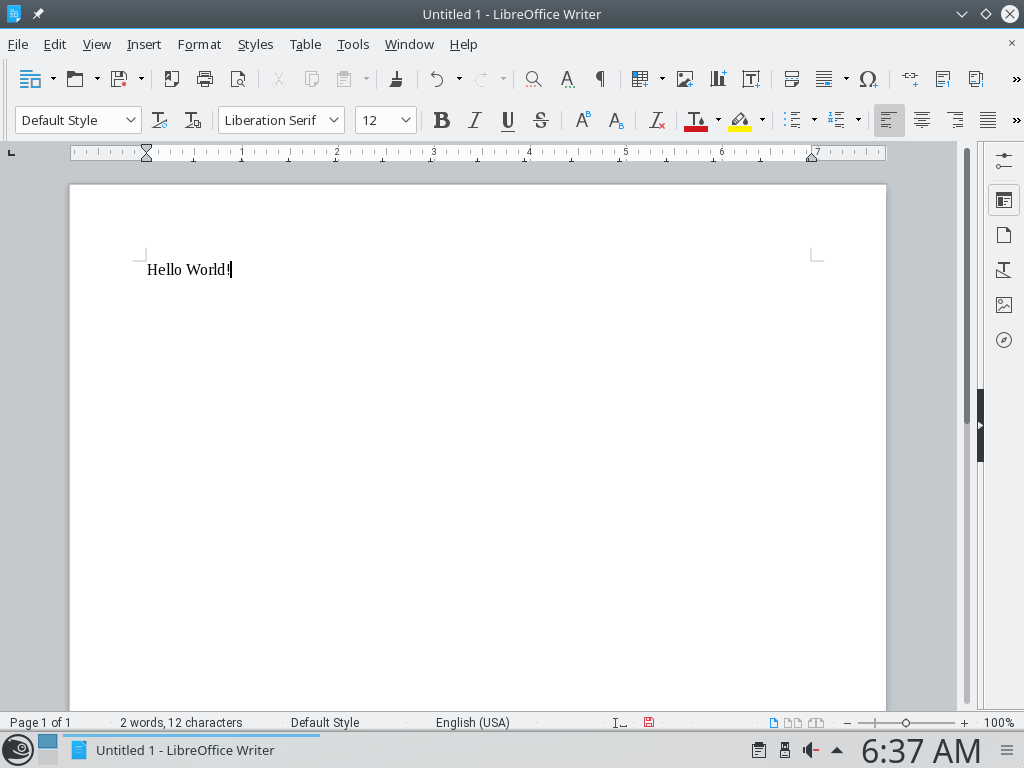 Untitled 1 - LibreOffice Writer
File Edit View Insert Format Styles Table Tools Window Help
Default Style Liberation Serif 12
1 2 3 4 5 6 7
Hello World!
Page 1 of 1 2 words, 12 characters Default Style English (USA) 100%
Untitled 1 - LibreOffice Writer 6:37 AM